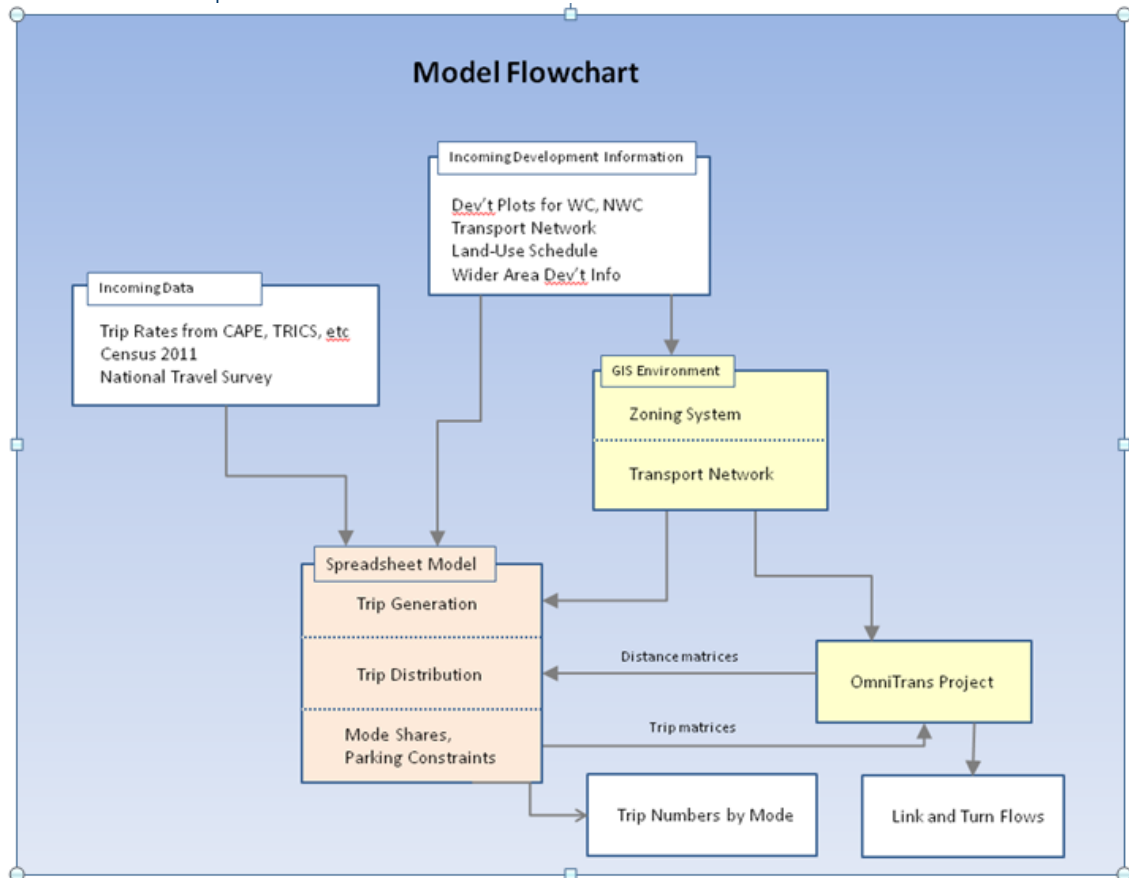 Model Flowchart
Incoming Development Information
Dev't Plots for WC, NWC
Transport Network
Land-Use Schedule
Wider Area Dev't Info
Incoming Data
Trip Rates from CAPE, TRICS, etc
Census 2011
National Travel Survey
GIS Environment
Zoning System
Transport Network
Spreadsheet Model
Trip Generation
Trip Distribution
Mode Shares,
Parking Constraints
Distance matrices
OmniTrans Project
Trip matrices
Trip Numbers by Mode
Link and Turn Flows